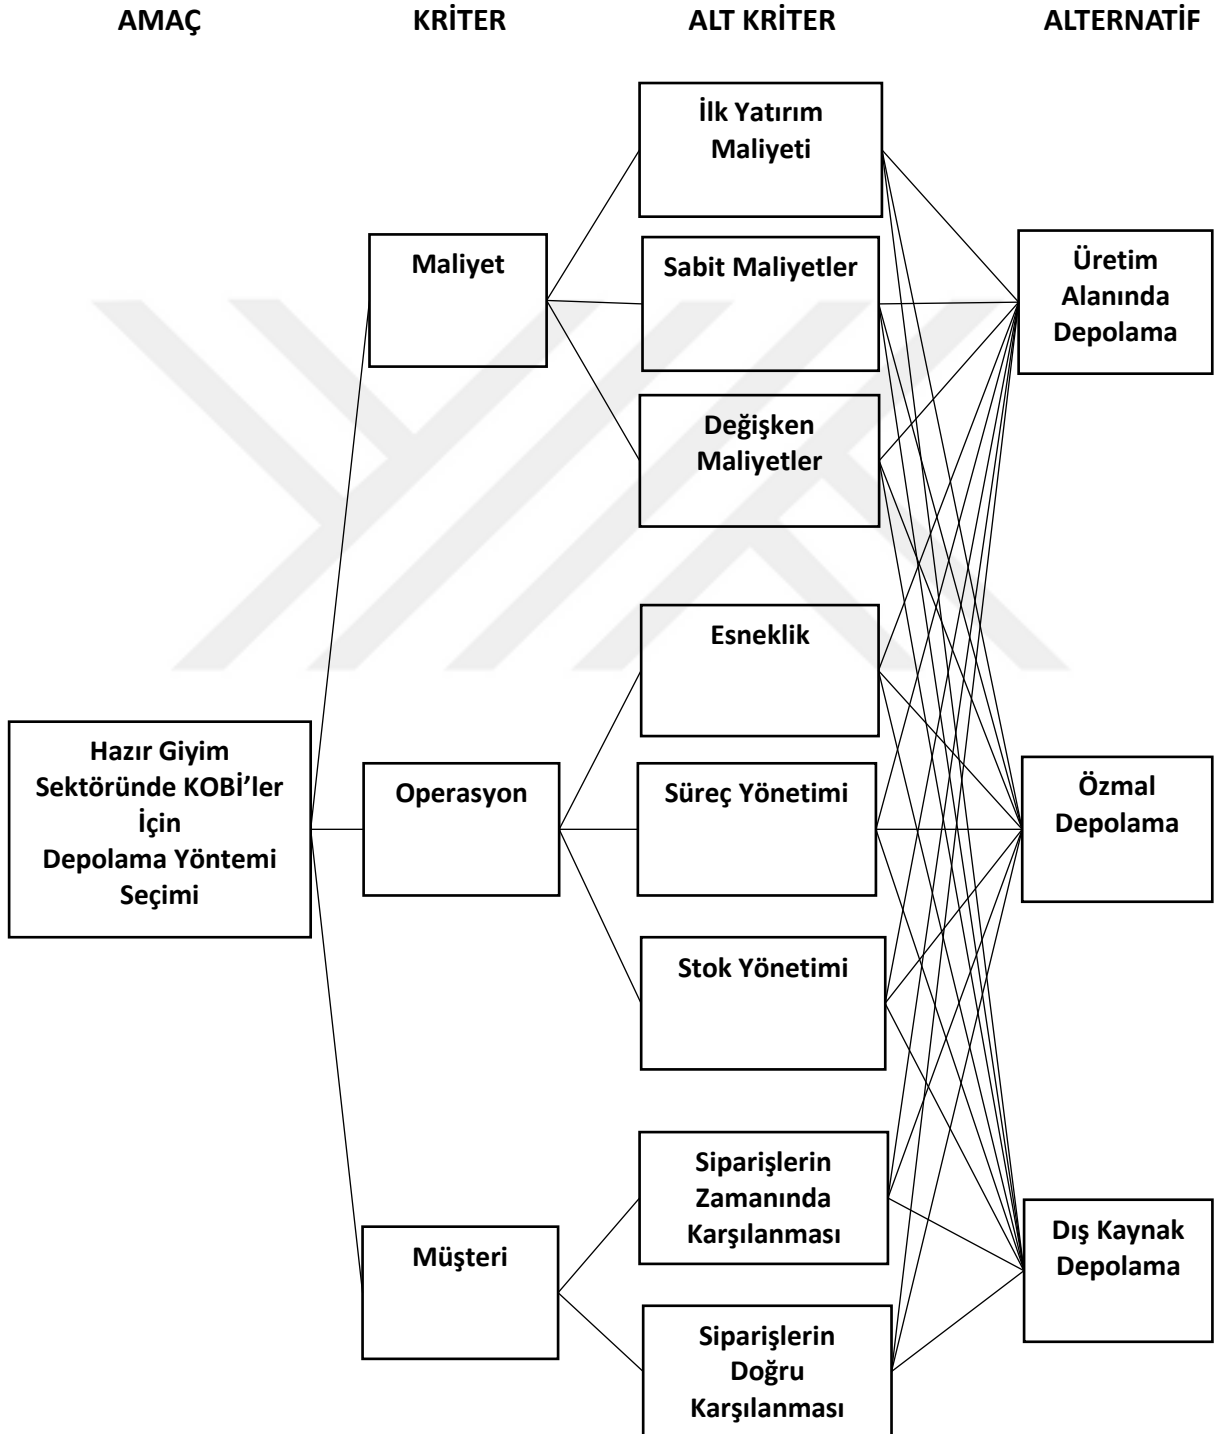 AMAÇ
KRİTER
ALT KRİTER
ALTERNATİF
İlk Yatırım
Maliyeti
Maliyet
Sabit Maliyetler
Üretim
Alanında
Depolama
Değişken
Maliyetler
Esneklik
Hazır Giyim
Sektöründe KOBİ’ler
İçin
Depolama Yöntemi
Seçimi
Operasyon
Süreç Yönetimi
Özmal
Depolama
Stok Yönetimi
Siparişlerin
Zamanında
Karşılanması
Müşteri
Dış Kaynak
Depolama
Siparişlerin
Doğru
Karşılanması